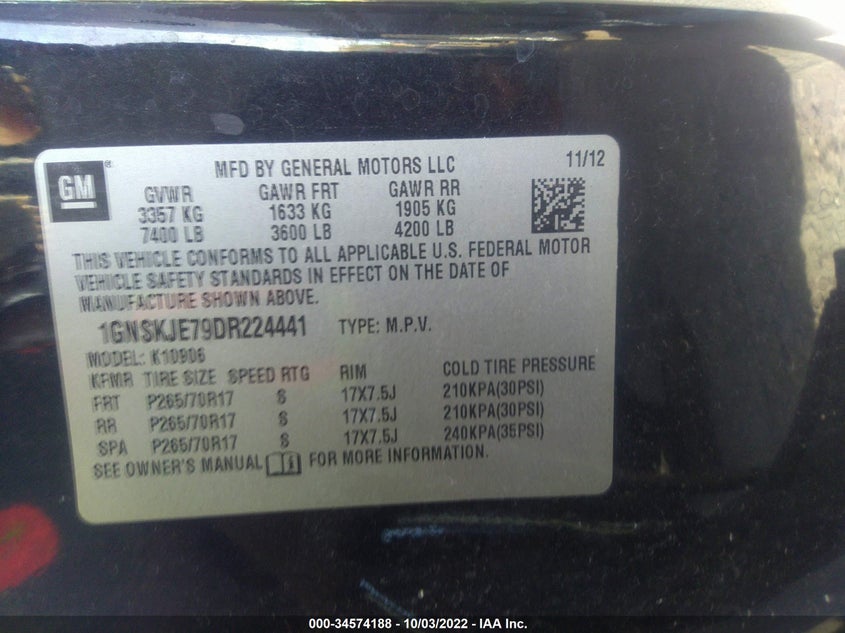 GM ®
MFD BY GENERAL MOTORS LLC 11/12
GVWR GAWR FRT GAWR RR
3357 KG 1633 KG 1905 KG
7400 LB 3600 LB 4200 LB
THIS VEHICLE CONFORMS TO ALL APPLICABLE U.S. FEDERAL MOTOR
VEHICLE SAFETY STANDARDS IN EFFECT ON THE DATE OF
MANUFACTURE SHOWN ABOVE.
1GNSKJE79DR224441 TYPE: M.P.V.
MODEL: K10906
KPMR TIRE SIZE SPEED RTG RIM COLD TIRE PRESSURE
FRT P265/70R17 S 17X7.5J 210KPA(30PSI)
RR P265/70R17 S 17X7.5J 210KPA(30PSI)
SPA P265/70R17 S 17X7.5J 240KPA(35PSI)
SEE OWNER'S MANUAL FOR MORE INFORMATION.
000-34574188 - 10/03/2022 - IAA Inc.